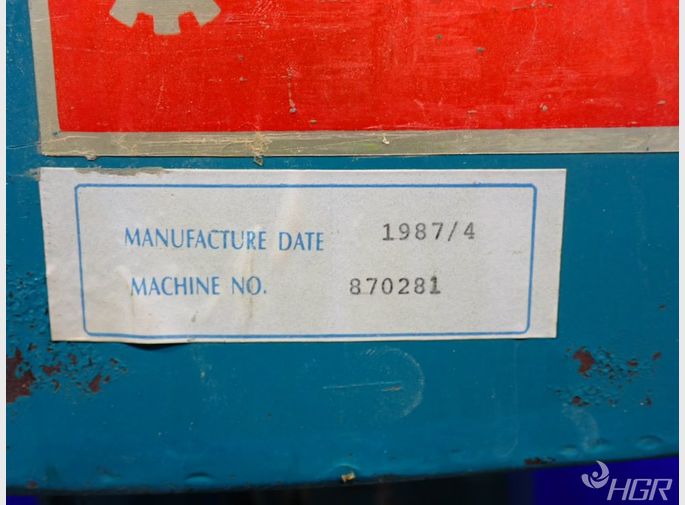 MANUFACTURE DATE 1987/4
MACHINE NO. 870281
HGR